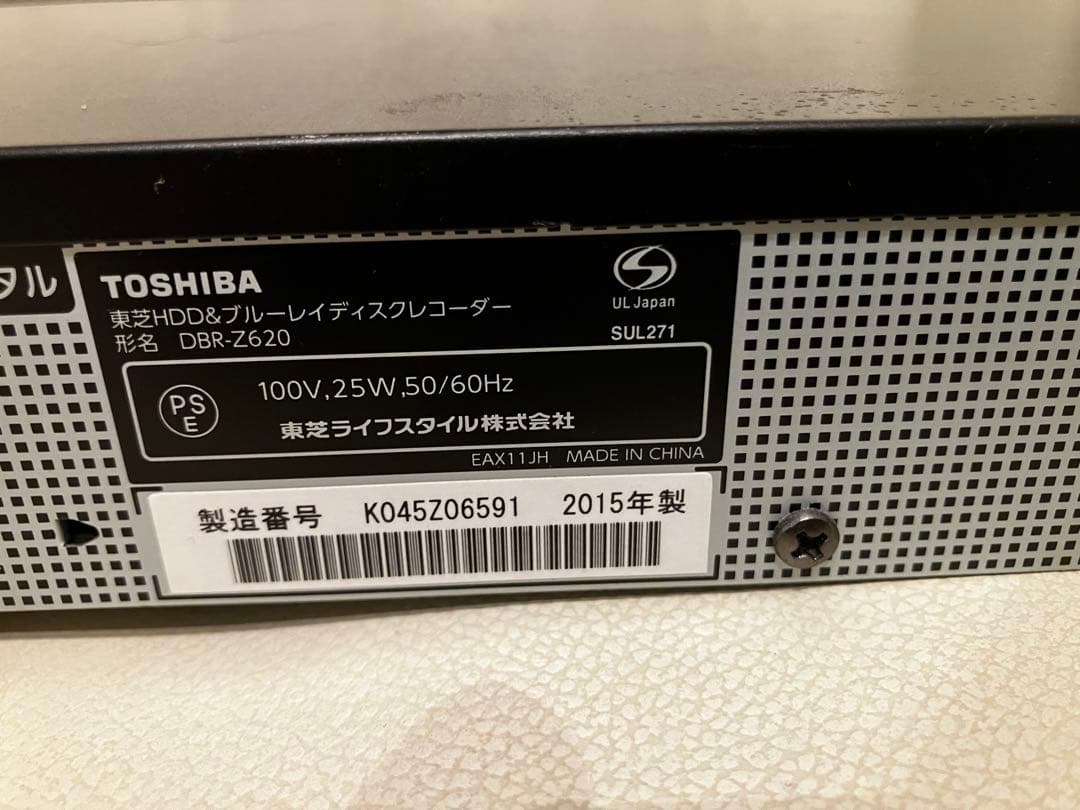 タル
TOSHIBA
東芝HDD&ブルーレイディスクレコーダー
形名 DBR-Z620
UL Japan
SUL271
PS
E
100V,25W,50/60Hz
東芝ライフスタイル株式会社
EAX11JH MADE IN CHINA
製造番号 K045Z06591 2015年製